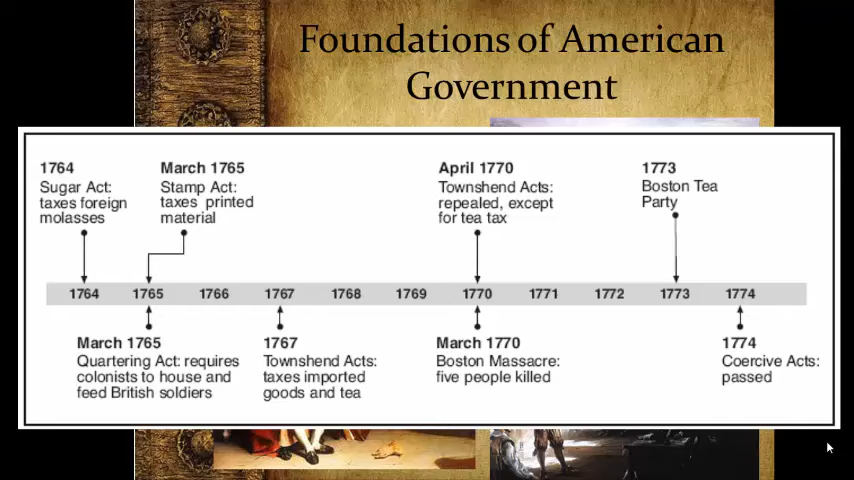 Foundations of American
Government
1764
Sugar Act:
taxes foreign
molasses
March 1765
Stamp Act:
taxes printed
material
April 1770
Townshend Acts:
repealed, except
for tea tax
1773
Boston Tea
Party
1764 1765 1766 1767 1768 1769 1770 1771 1772 1773 1774
March 1765
Quartering Act: requires
colonists to house and
feed British soldiers
1767
Townshend Acts:
taxes imported
goods and tea
March 1770
Boston Massacre:
five people killed
1774
Coercive Acts:
passed